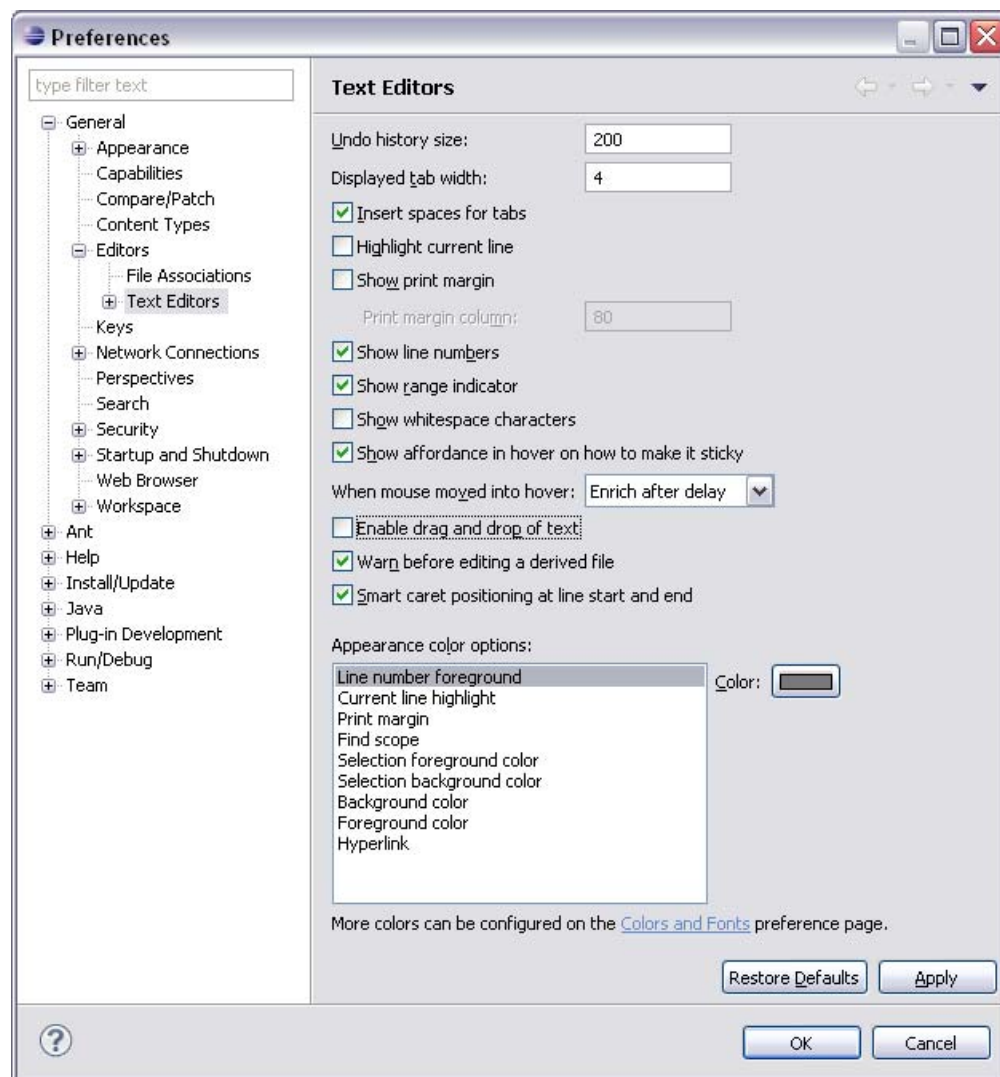 Preferences
type filter text
General
Appearance
Capabilities
Compare/Patch
Content Types
Editors
File Associations
Text Editors
Keys
Network Connections
Perspectives
Search
Security
Startup and Shutdown
Web Browser
Workspace
Ant
Help
Install/Update
Java
Plug-in Development
Run/Debug
Team
Text Editors
Undo history size: 200
Displayed tab width: 4
Insert spaces for tabs
Highlight current line
Show print margin
Print margin column: 80
Show line numbers
Show range indicator
Show whitespace characters
Show affordance in hover on how to make it sticky
When mouse moved into hover: Enrich after delay
Enable drag and drop of text
Warn before editing a derived file
Smart caret positioning at line start and end
Appearance color options:
Line number foreground
Current line highlight
Print margin
Find scope
Selection foreground color
Selection background color
Background color
Foreground color
Hyperlink
Color:
More colors can be configured on the Colors and Fonts preference page.
Restore Defaults Apply
? OK Cancel